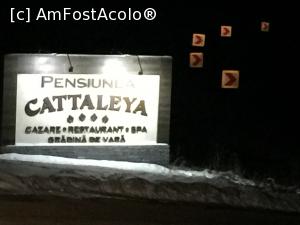 [c] AmFostAcolo®
PENSIUNEA
CATTALEYA
CAZARE • RESTAURANT • SPA
GRĂDINĂ DE VARĂ